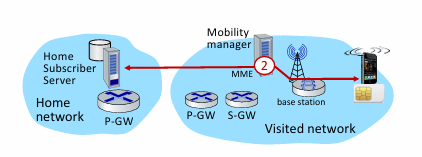 Mobility
manager
Home
Subscriber
Server
2
MME
base station
Home
network
P-GW
P-GW
S-GW
Visited network